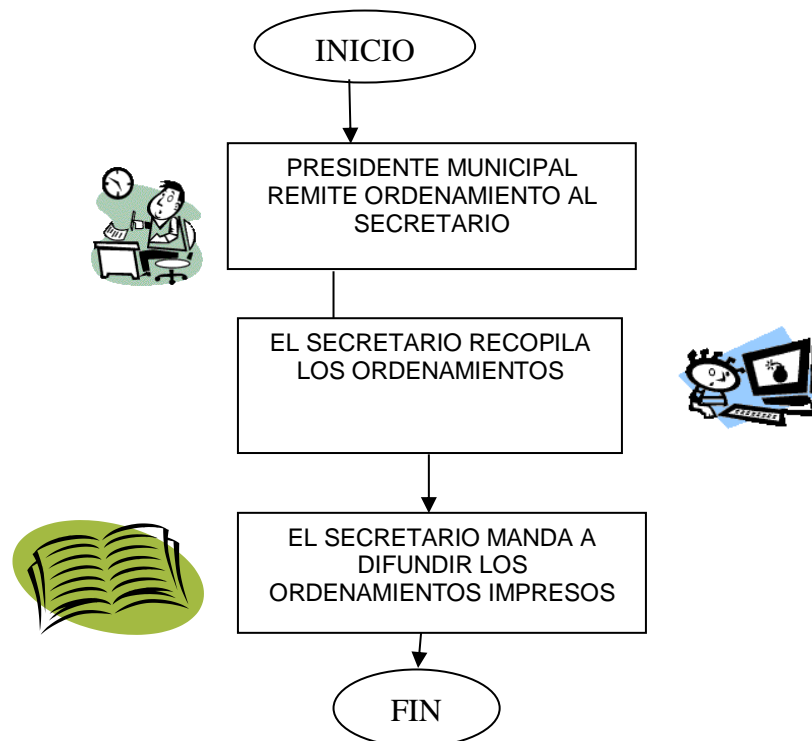 INICIO
PRESIDENTE MUNICIPAL
REMITE ORDENAMIENTO AL
SECRETARIO
EL SECRETARIO RECOPILA
LOS ORDENAMIENTOS
EL SECRETARIO MANDA A
DIFUNDIR LOS
ORDENAMIENTOS IMPRESOS
FIN